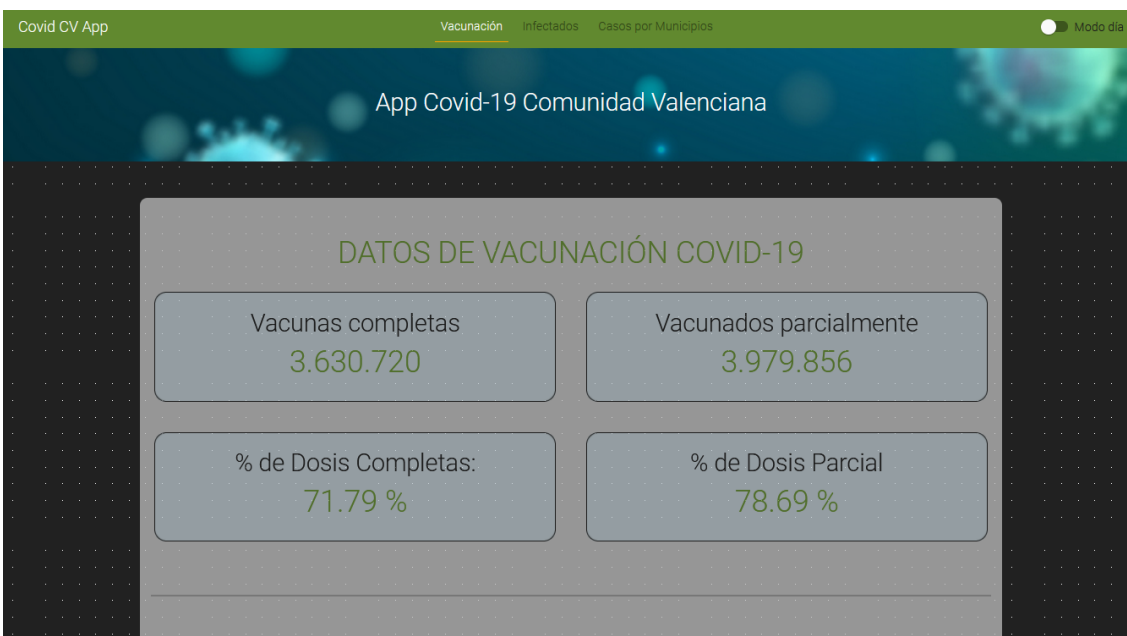 Covid CV App
Vacunación Infectados Casos por Municipios
Modo día
App Covid-19 Comunidad Valenciana
DATOS DE VACUNACIÓN COVID-19
Vacunas completas
3.630.720
Vacunados parcialmente
3.979.856
% de Dosis Completas:
71.79 %
% de Dosis Parcial
78.69 %